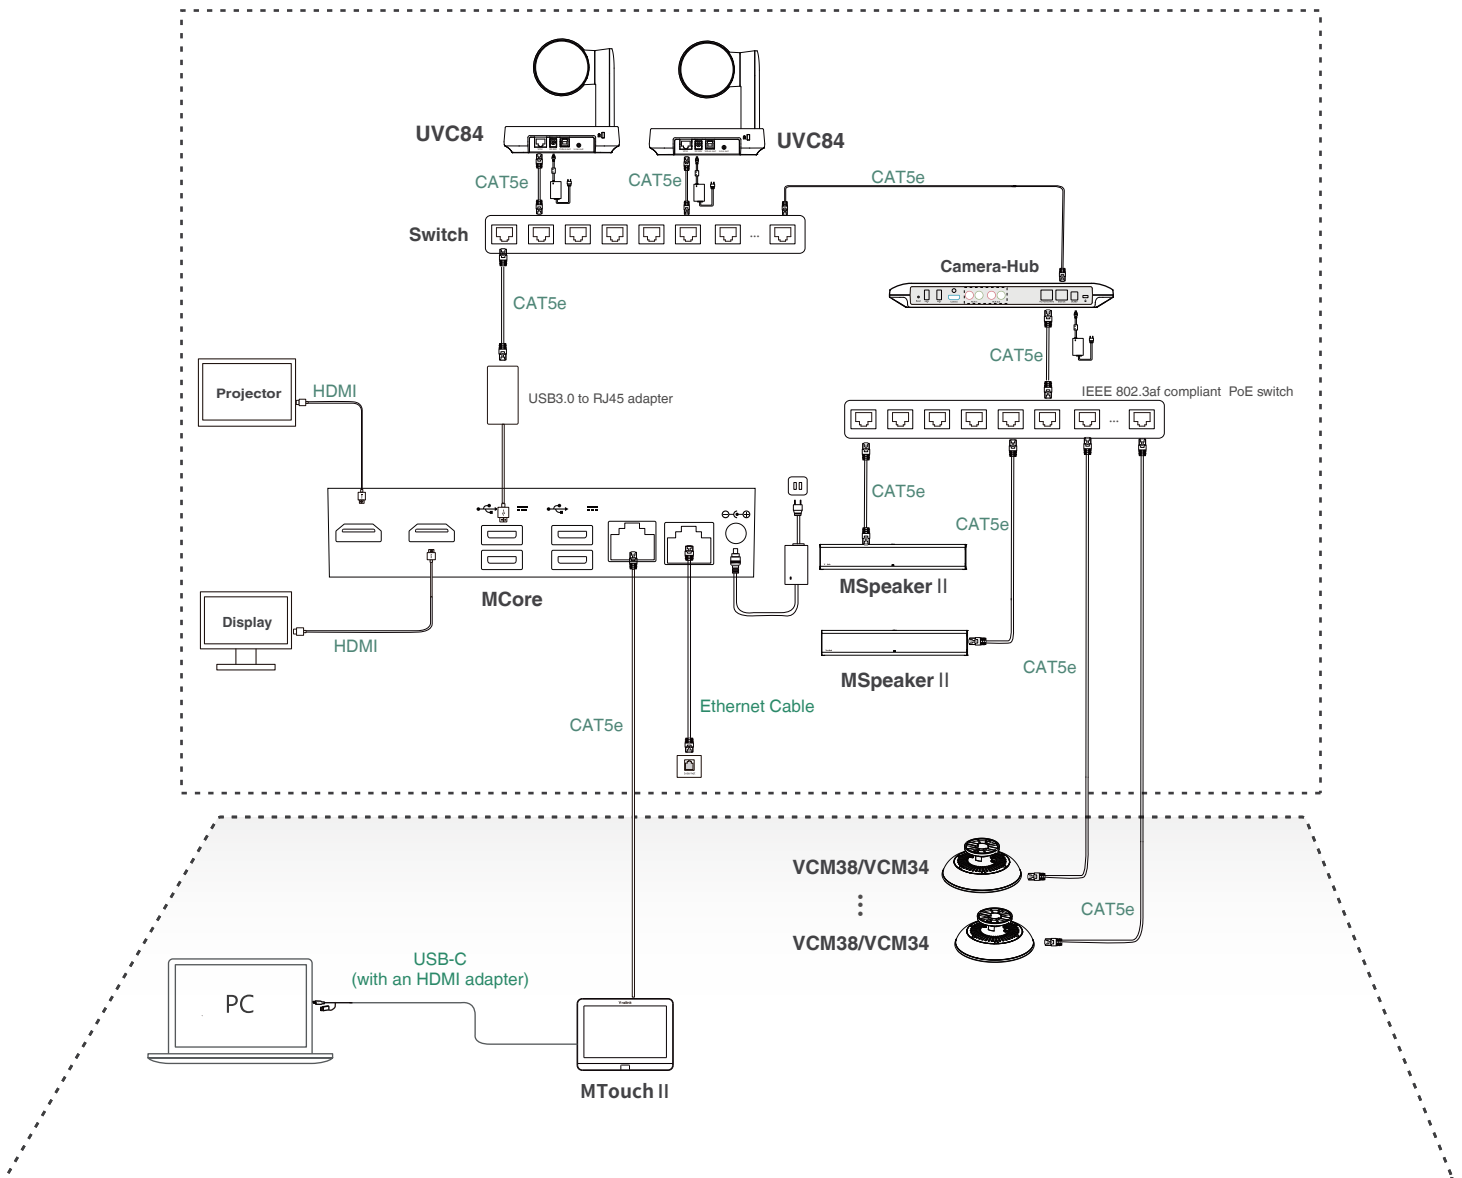 UVC84
UVC84
CAT5e
CAT5e
CAT5e
Switch
Camera-Hub
CAT5e
CAT5e
IEEE 802.3af compliant PoE switch
Projector
HDMI
USB3.0 to RJ45 adapter
...
...
CAT5e
CAT5e
MCore
MSpeaker II
Display
HDMI
MSpeaker II
CAT5e
Ethernet Cable
CAT5e
VCM38/VCM34
CAT5e
VCM38/VCM34
USB-C
(with an HDMI adapter)
PC
Yealink
MTouch II